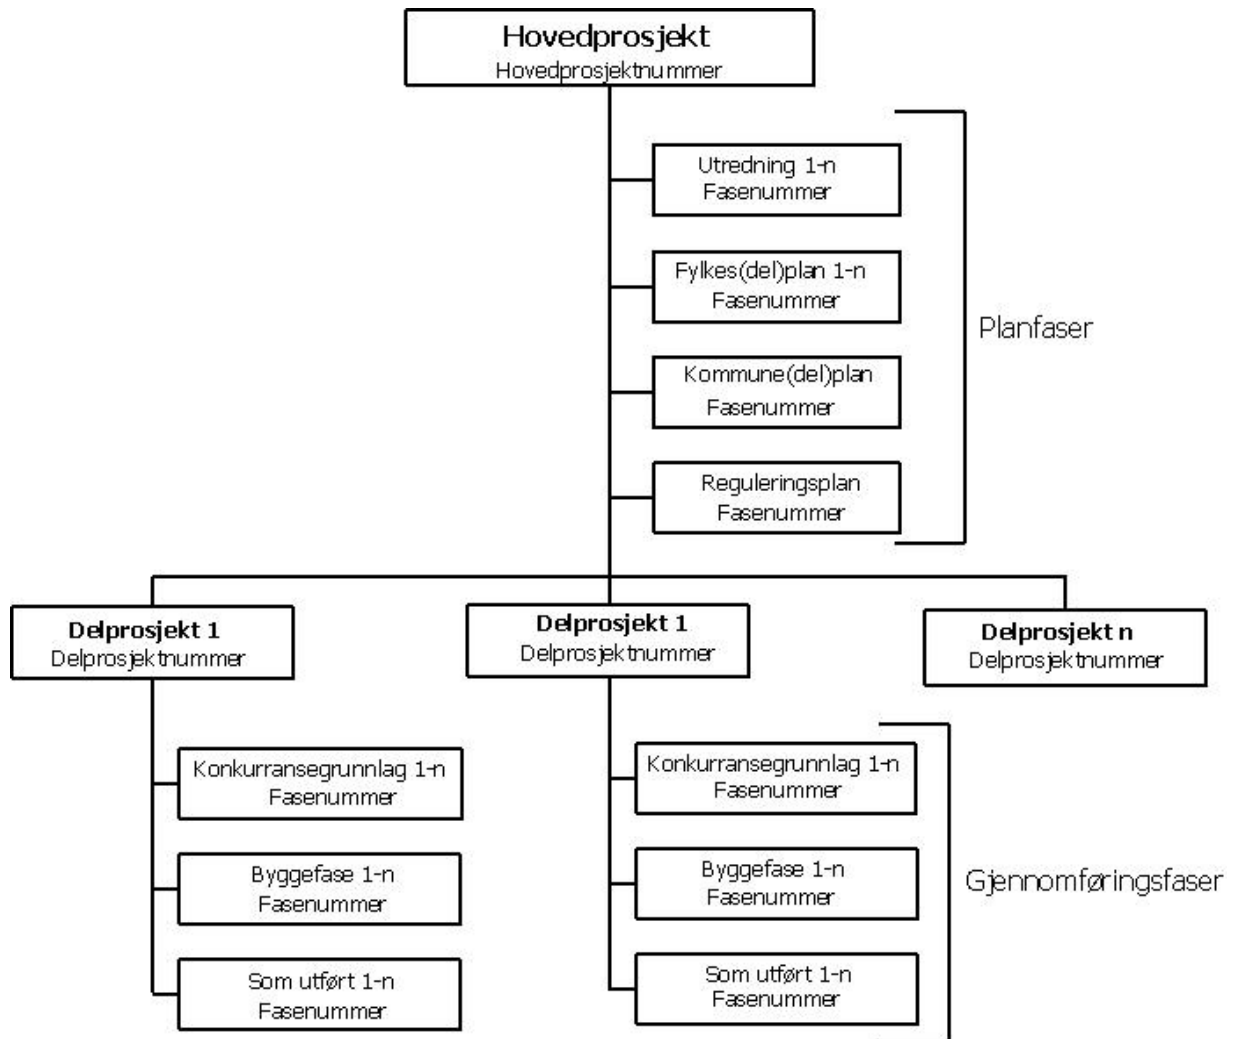 Hovedprosjekt
Hovedprosjektnummer
Utredning 1-n
Fasenummer
Fylkes(del)plan 1-n
Fasenummer
Kommune(del)plan
Fasenummer
Reguleringsplan
Fasenummer
Planfaser
Delprosjekt 1
Delprosjektnummer
Konkurransegrunnlag 1-n
Fasenummer
Byggefase 1-n
Fasenummer
Som utført 1-n
Fasenummer
Delprosjekt 1
Delprosjektnummer
Konkurransegrunnlag 1-n
Fasenummer
Byggefase 1-n
Fasenummer
Som utført 1-n
Fasenummer
Delprosjekt n
Delprosjektnummer
Gjennomføringsfaser